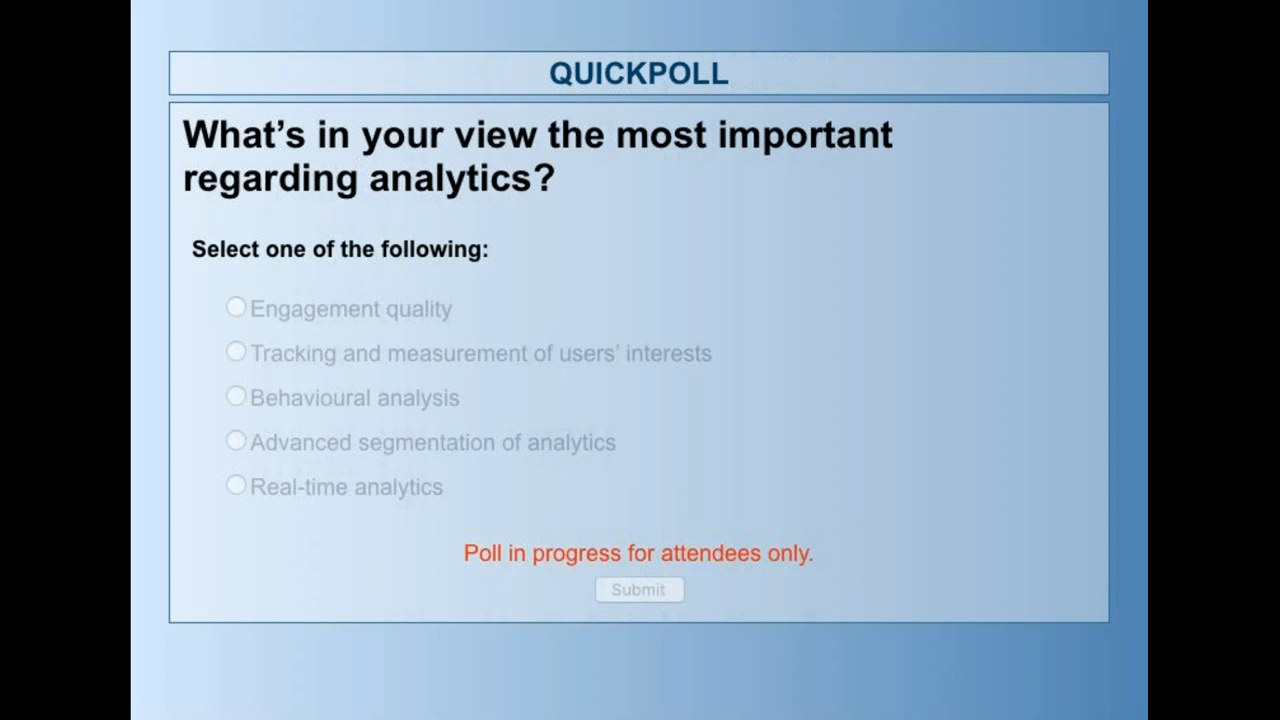 QUICKPOLL
What’s in your view the most important
regarding analytics?
Select one of the following:
Engagement quality
Tracking and measurement of users’ interests
Behavioural analysis
Advanced segmentation of analytics
Real-time analytics
Poll in progress for attendees only.
Submit